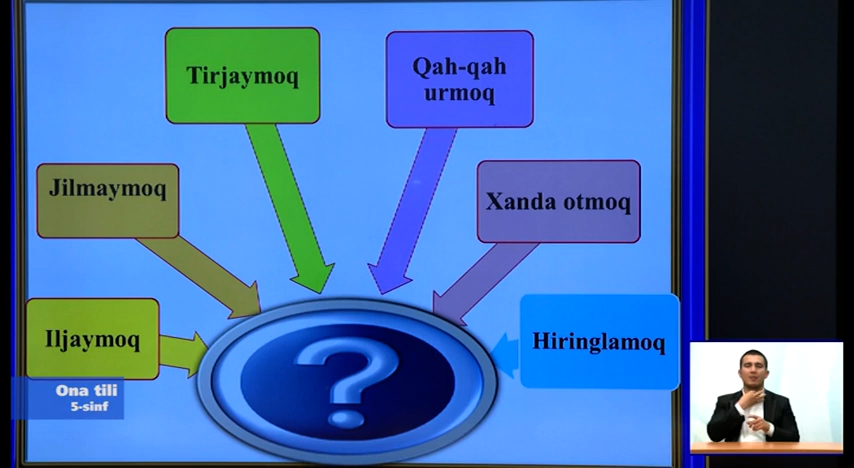 Tirjaymoq
Qah-qah
urmoq
Jilmaymoq
Xanda otmoq
Iljaymoq
Hiringlamoq
Ona tili
5-sinf
?